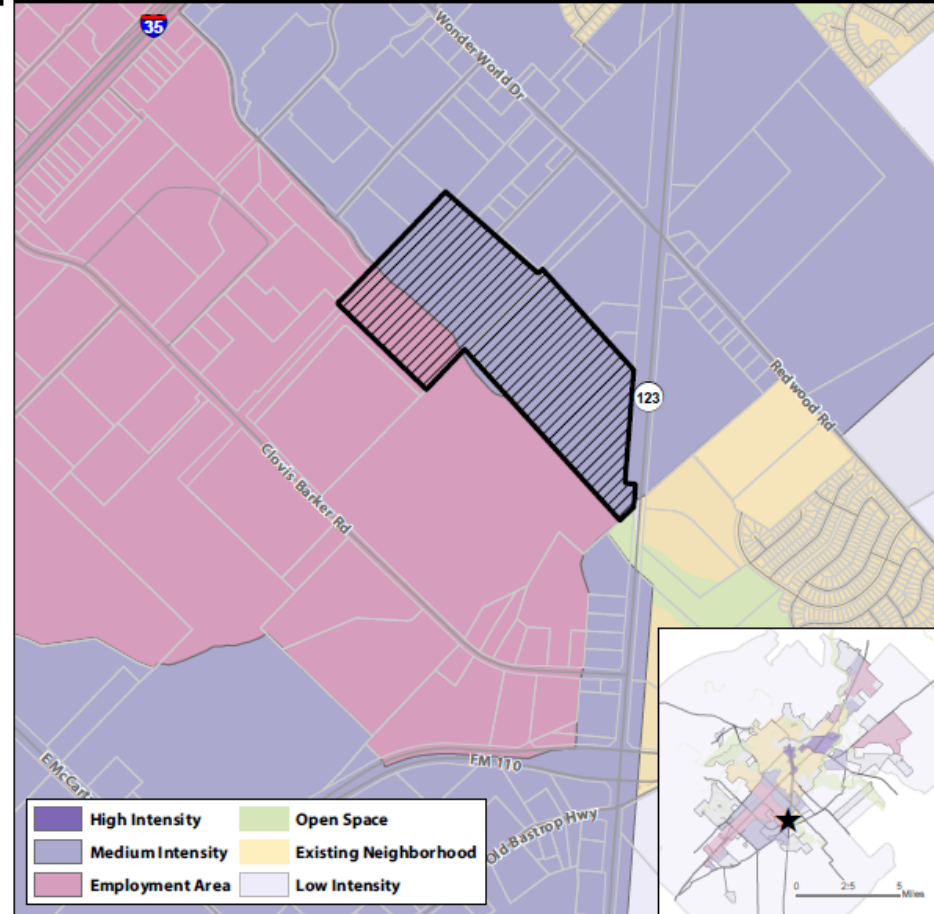 35
Wonder World Dr
123
Redwood Rd
Clovis Barker Rd
FM 110
E McCart
Old Bastrop Hwy
High Intensity
Medium Intensity
Employment Area
Open Space
Existing Neighborhood
Low Intensity
0 2:5 5
Miles